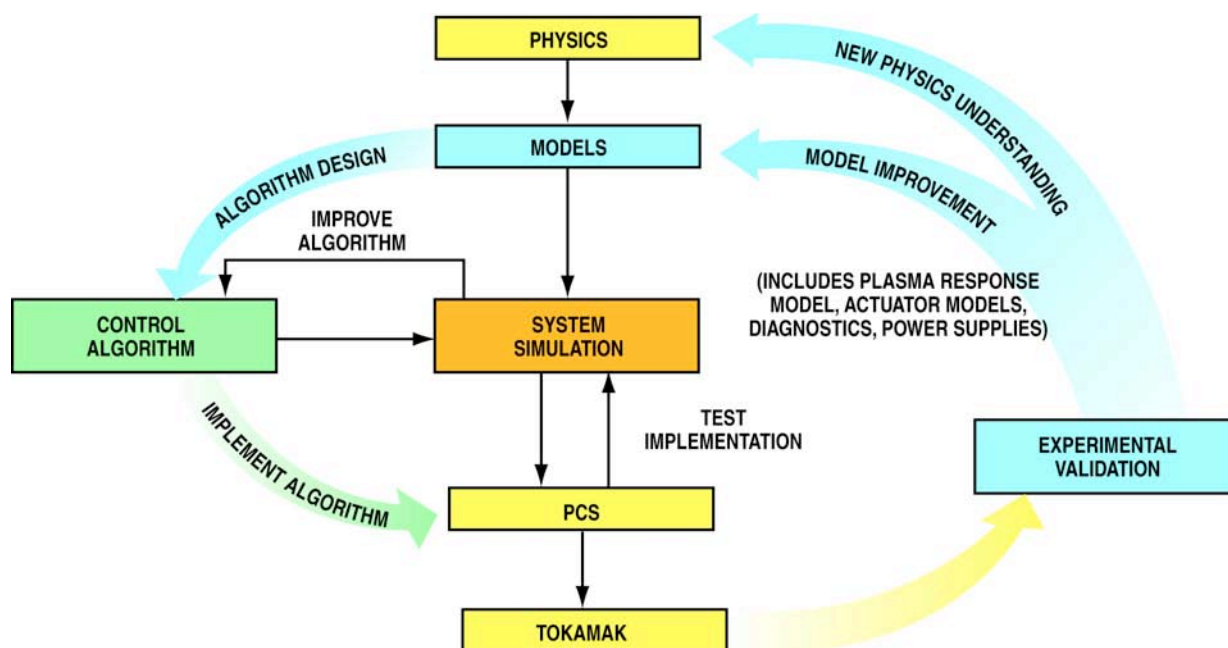 PHYSICS
NEW PHYSICS UNDERSTANDING
MODELS
MODEL IMPROVEMENT
ALGORITHM DESIGN
IMPROVE
ALGORITHM
(INCLUDES PLASMA RESPONSE
MODEL, ACTUATOR MODELS,
DIAGNOSTICS, POWER SUPPLIES)
CONTROL
ALGORITHM
SYSTEM
SIMULATION
TEST
IMPLEMENTATION
IMPLEMENT ALGORITHM
EXPERIMENTAL
VALIDATION
PCS
TOKAMAK